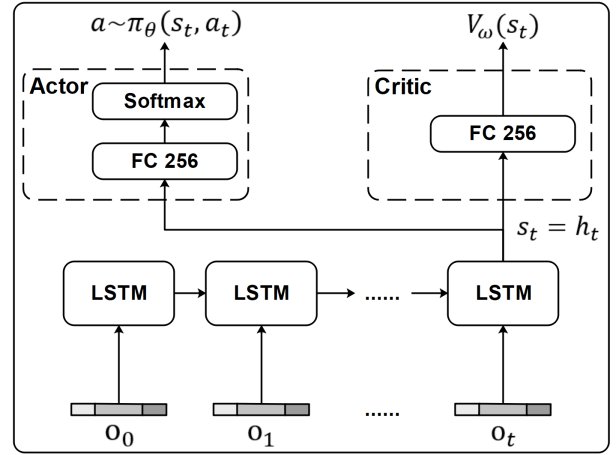 a~π_θ(s_t, a_t)
V_ω(s_t)
Actor
Softmax
FC 256
Critic
FC 256
s_t = h_t
LSTM
LSTM
......
LSTM
......
o_0
o_1
o_t